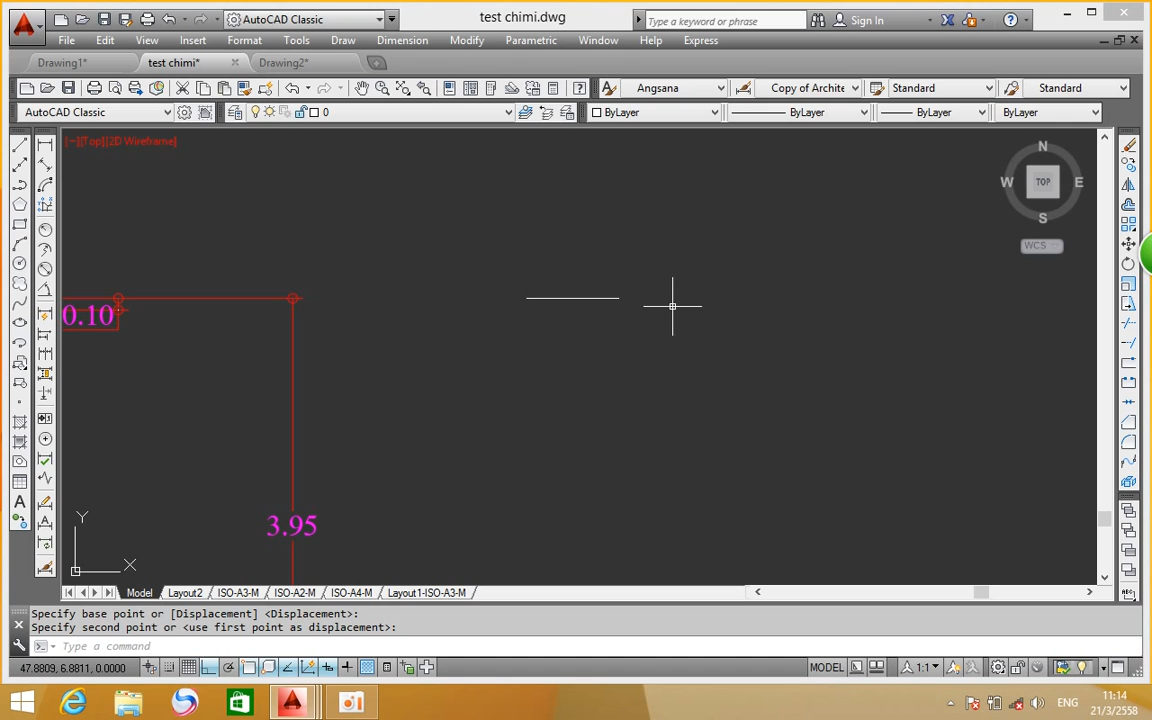 AutoCAD Classic
test chimi.dwg
Type a keyword or phrase
Sign In
File Edit View Insert Format Tools Draw Dimension Modify Parametric Window Help Express
Drawing1* test chimi* Drawing2*
Angsana Copy of Archite Standard Standard
AutoCAD Classic 0 ByLayer ByLayer ByLayer ByLayer
[−][Top][2D Wireframe]
N
W TOP E
S
WCS
0.10
3.95
Y
X
A
Model Layout2 ISO-A3-M ISO-A2-M ISO-A4-M Layout1-ISO-A3-M
Specify base point or [Displacement] <Displacement>:
Specify second point or <use first point as displacement>:
Type a command
47.8809, 6.8811, 0.0000 MODEL 1:1
ENG
11:14
21/3/2558